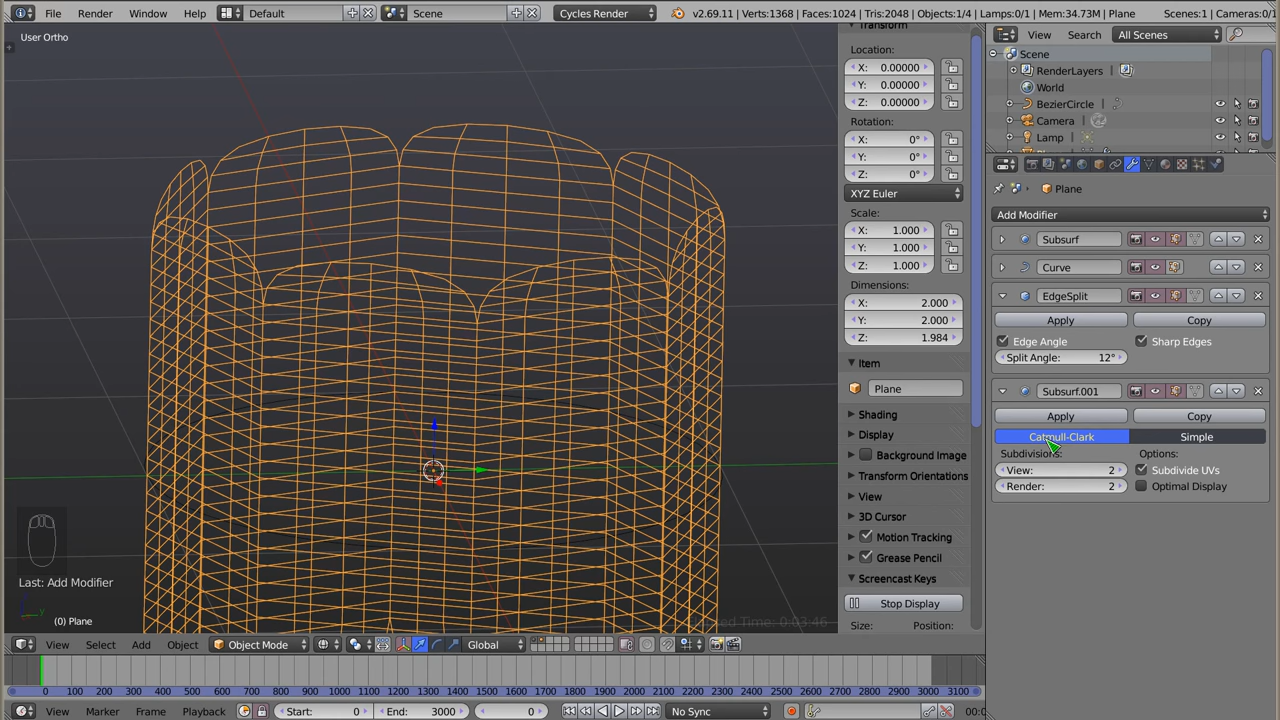 File Render Window Help Default Scene Cycles Render v2.69.11 | Verts:1368 | Faces:1024 | Tris:2048 | Objects:1/4 | Lamps:0/1 | Mem:34.73M | Plane Scenes:1 | Cameras:0/
User Ortho
Transform
Location:
X: 0.00000
Y: 0.00000
Z: 0.00000
Rotation:
X: 0°
Y: 0°
Z: 0°
XYZ Euler
Scale:
X: 1.000
Y: 1.000
Z: 1.000
Dimensions:
X: 2.000
Y: 2.000
Z: 1.984
Item
Plane
Shading
Display
Background Image
Transform Orientations
View
3D Cursor
Motion Tracking
Grease Pencil
Screencast Keys
Stop Display
Size: Position:
View Search All Scenes
Scene
RenderLayers
World
BezierCircle
Camera
Lamp
Plane
Add Modifier
Subsurf
Curve
EdgeSplit
Apply Copy
Edge Angle Sharp Edges
Split Angle: 12°
Subsurf.001
Apply Copy
Catmull-Clark Simple
Subdivisions: Options:
View: 2 Subdivide UVs
Render: 2 Optimal Display
Last: Add Modifier
y
(0) Plane
Time: 0:03:46
View Select Add Object Object Mode Global
0 100 200 300 400 500 600 700 800 900 1000 1100 1200 1300 1400 1500 1600 1700 1800 1900 2000 2100 2200 2300 2400 2500 2600 2700 2800 2900 3000 3100
View Marker Frame Playback Start: 0 End: 3000 0 No Sync 00:0